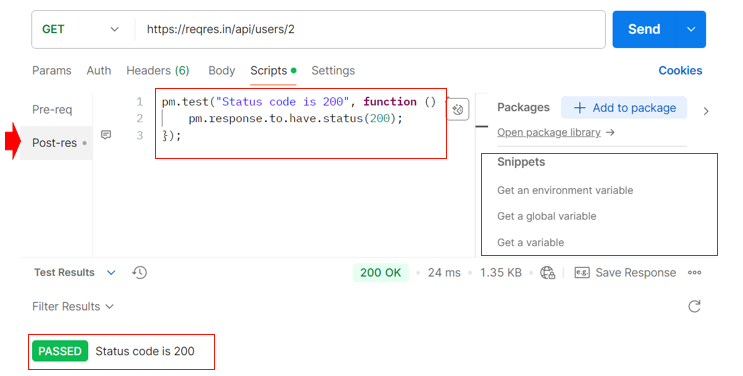 GET https://reqres.in/api/users/2 Send
Params Auth Headers (6) Body Scripts Settings Cookies
Pre-req
Post-res
1 pm.test("Status code is 200", function ()
2 pm.response.to.have.status(200);
3 });
Packages + Add to package
Open package library →
Snippets
Get an environment variable
Get a global variable
Get a variable
Test Results 200 OK 24 ms 1.35 KB e.g. Save Response
Filter Results
PASSED Status code is 200